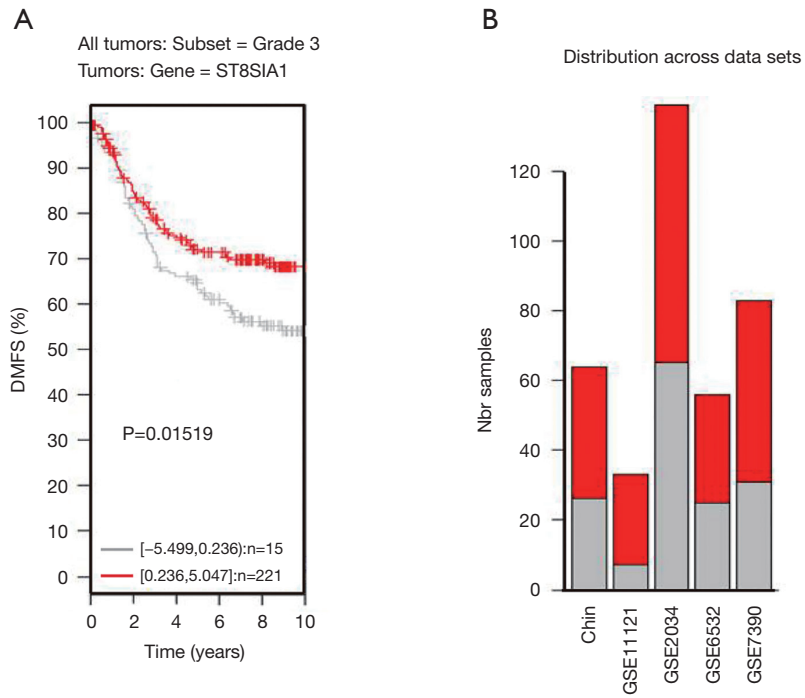 A
All tumors: Subset = Grade 3
Tumors: Gene = ST8SIA1
DMFS (%)
100
90
80
70
60
50
40
30
20
10
0
P=0.01519
[−5.499,0.236):n=15
[0.236,5.047]:n=221
0 2 4 6 8 10
Time (years)
B
Distribution across data sets
Nbr samples
120
100
80
60
40
20
0
Chin
GSE11121
GSE2034
GSE6532
GSE7390